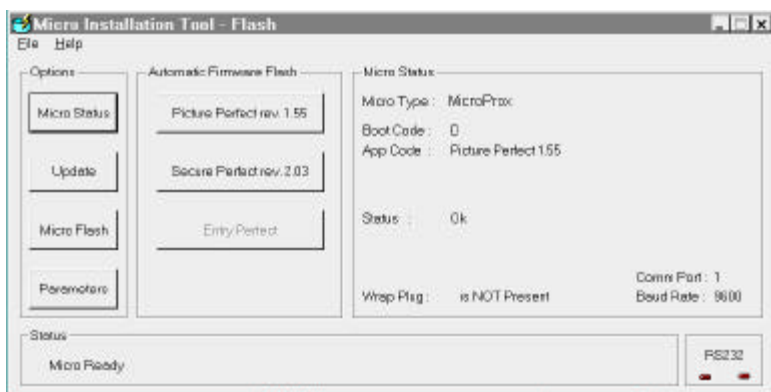 Micro Installation Tool - Flash
File Help
Options
Automatic Firmware Flash
Micro Status
Micro Status
Picture Perfect rev. 1.55
Micro Type : MicroProx
Boot Code : D
App Code : Picture Perfect 1.55
Update
Secure Perfect rev. 2.03
Micro Flash
Entry Perfect
Status : Ok
Parameters
Wrap Plug : is NOT Present
Comm Port : 1
Baud Rate : 9600
Status
Micro Ready
RS232